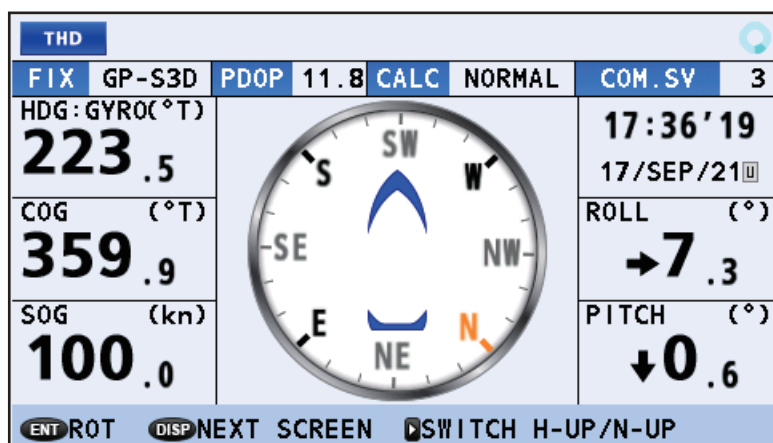 THD
FIX GP-S3D PDOP 11.8 CALC NORMAL COM.SV 3
HDG:GYRO(°T)
223.5
COG (°T)
359.9
SOG (kn)
100.0
SW
S W
SE NW
E N
NE
17:36'19
17/SEP/21 U
ROLL (°)
→7.3
PITCH (°)
↓0.6
ENT ROT DISP NEXT SCREEN ▶ SWITCH H-UP/N-UP